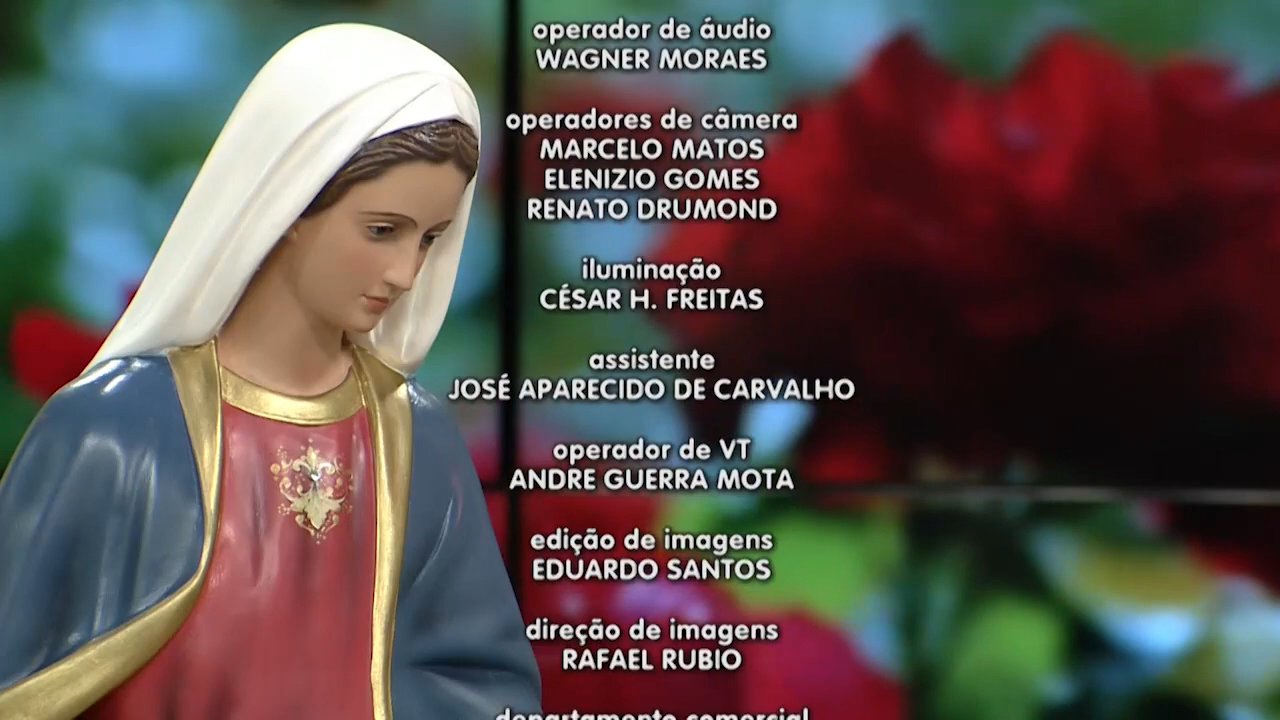 operador de áudio
WAGNER MORAES
operadores de câmera
MARCELO MATOS
ELENIZIO GOMES
RENATO DRUMOND
iluminação
CÉSAR H. FREITAS
assistente
JOSÉ APARECIDO DE CARVALHO
operador de VT
ANDRE GUERRA MOTA
edição de imagens
EDUARDO SANTOS
direção de imagens
RAFAEL RUBIO
departamento comercial